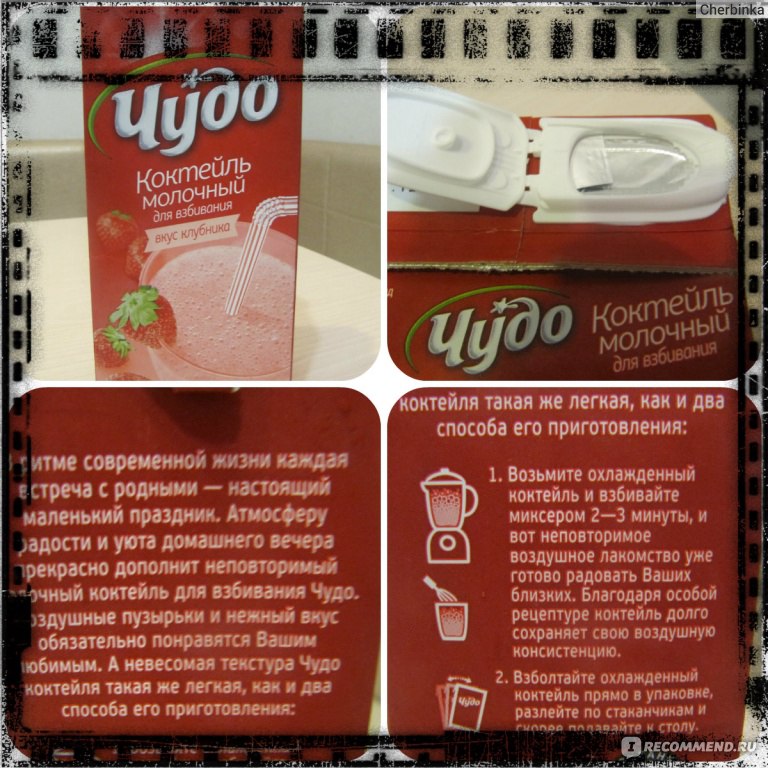 Cherbinka
Чудо
Коктейль
молочный
для взбивания
вкус клубника
Чудо
Коктейль
молочный
для взбивания
ритме современной жизни каждая
встреча с родными — настоящий
маленький праздник. Атмосферу
радости и уюта домашнего вечера
прекрасно дополнит неповторимый
очный коктейль для взбивания Чудо.
оздушные пузырьки и нежный вкус
обязательно понравятся Вашим
юбимым. А невесомая текстура Чудо
коктейля такая же легкая, как и два
способа его приготовления:
коктейля такая же легкая, как и два
способа его приготовления:
1. Возьмите охлажденный
коктейль и взбивайте
миксером 2—3 минуты, и
вот неповторимое
воздушное лакомство уже
готово радовать Ваших
близких. Благодаря особой
рецептуре коктейль долго
сохраняет свою воздушную
консистенцию.
2. Взболтайте охлажденный
коктейль прямо в упаковке,
разлейте по стаканчикам и
скорее подавайте к столу.
Чудо
IRECOMMEND.RU